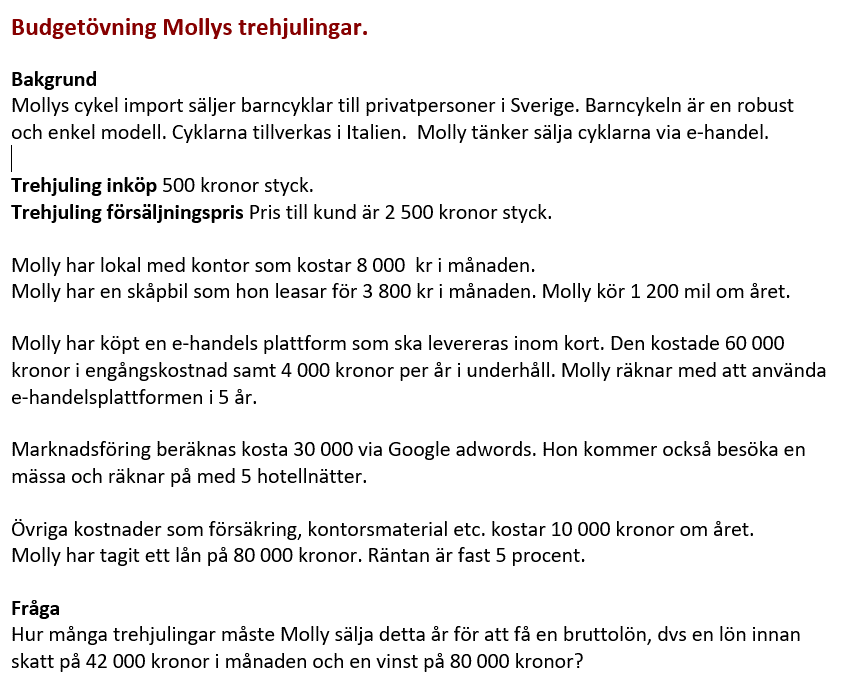 Budgetövning Mollys trehjulingar.
Bakgrund
Mollys cykel import säljer barncyklar till privatpersoner i Sverige. Barncykeln är en robust
och enkel modell. Cyklarna tillverkas i Italien.  Molly tänker sälja cyklarna via e-handel.
Trehjuling inköp 500 kronor styck.
Trehjuling försäljningspris Pris till kund är 2 500 kronor styck.
Molly har lokal med kontor som kostar 8 000  kr i månaden.
Molly har en skåpbil som hon leasar för 3 800 kr i månaden. Molly kör 1 200 mil om året.
Molly har köpt en e-handels plattform som ska levereras inom kort. Den kostade 60 000
kronor i engångskostnad samt 4 000 kronor per år i underhåll. Molly räknar med att använda
e-handelsplattformen i 5 år.
Marknadsföring beräknas kosta 30 000 via Google adwords. Hon kommer också besöka en
mässa och räknar på med 5 hotellnätter.
Övriga kostnader som försäkring, kontorsmaterial etc. kostar 10 000 kronor om året.
Molly har tagit ett lån på 80 000 kronor. Räntan är fast 5 procent.
Fråga
Hur många trehjulingar måste Molly sälja detta år för att få en bruttolön, dvs en lön innan
skatt på 42 000 kronor i månaden och en vinst på 80 000 kronor?